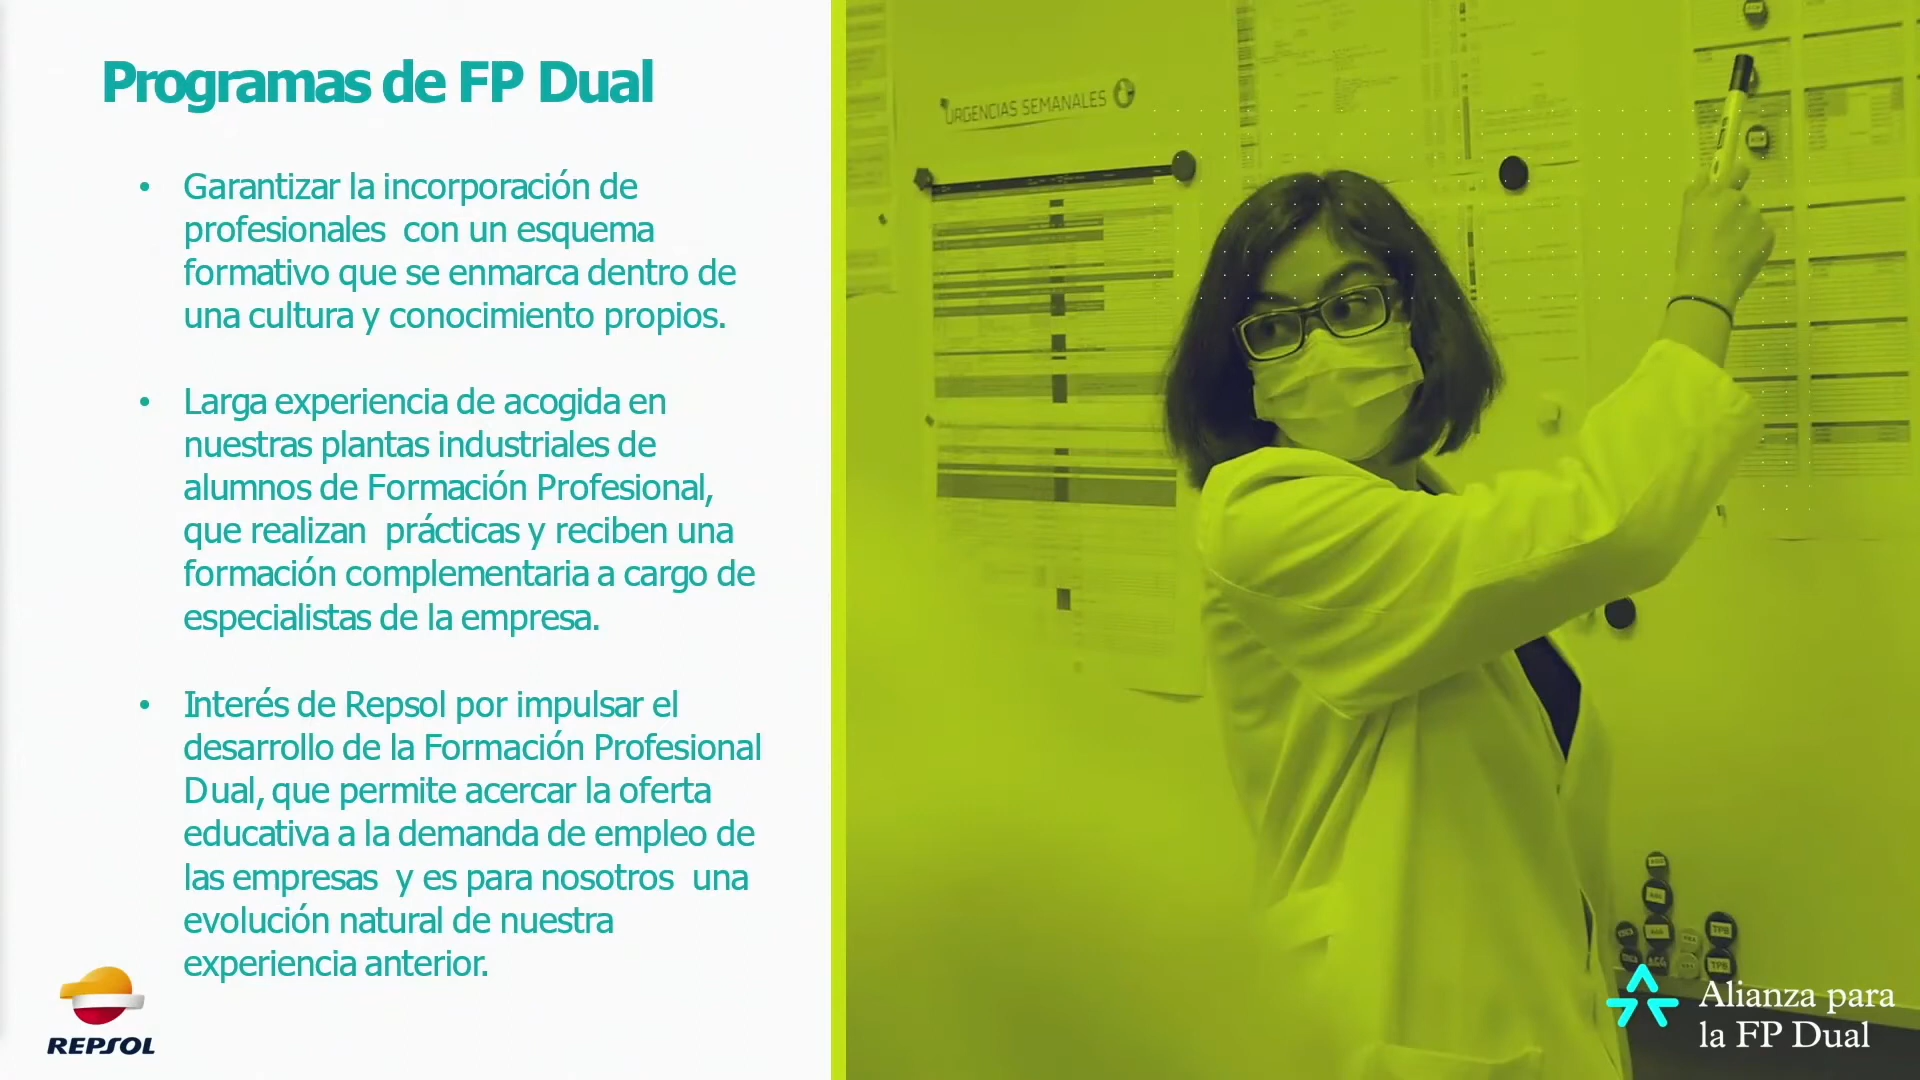 Programas de FP Dual
• Garantizar la incorporación de
profesionales con un esquema
formativo que se enmarca dentro de
una cultura y conocimiento propios.
• Larga experiencia de acogida en
nuestras plantas industriales de
alumnos de Formación Profesional,
que realizan prácticas y reciben una
formación complementaria a cargo de
especialistas de la empresa.
• Interés de Repsol por impulsar el
desarrollo de la Formación Profesional
Dual, que permite acercar la oferta
educativa a la demanda de empleo de
las empresas y es para nosotros una
evolución natural de nuestra
experiencia anterior.
REPSOL
URGENCIAS SEMANALES
TPB
TPB
Alianza para
la FP Dual